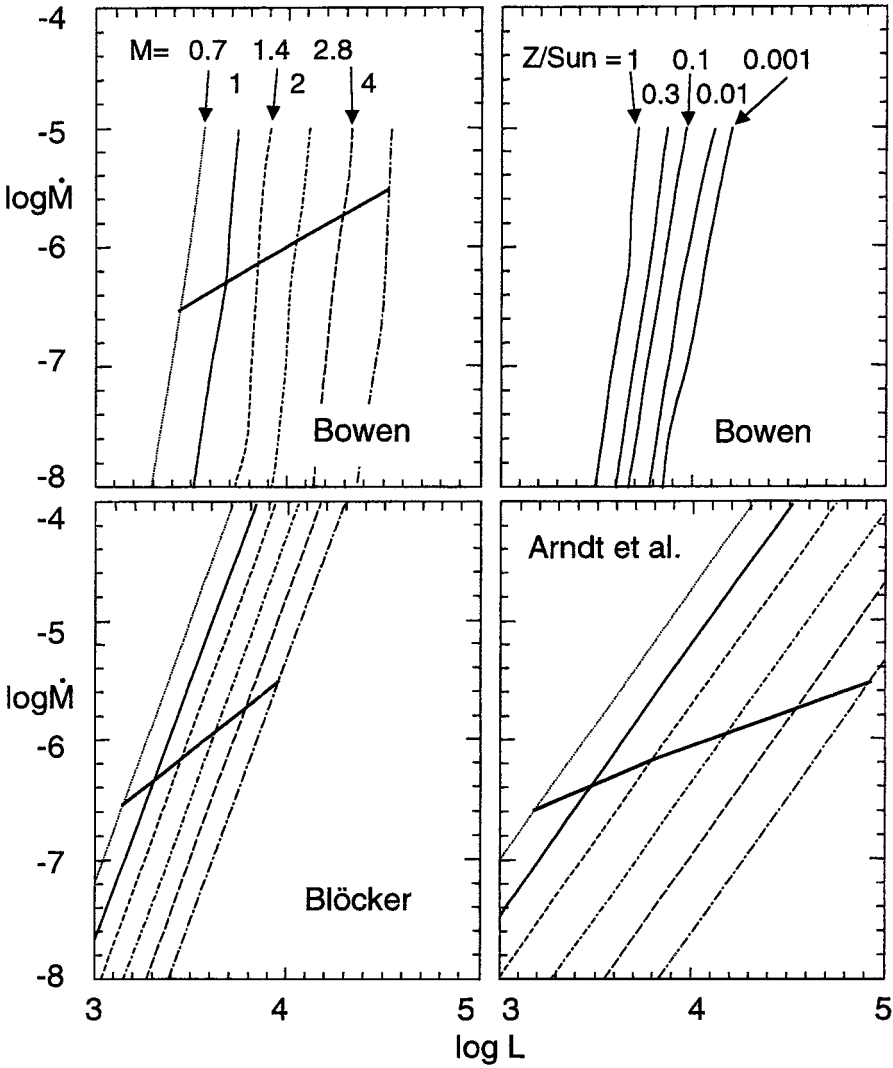 -4
M= 0.7 1.4 2.8
1 2 4
Z/Sun = 1 0.1 0.001
0.3 0.01
-5
logṀ
-6
-7
Bowen
Bowen
-8
-4
Arndt et al.
-5
logṀ
-6
-7
Blöcker
-8
3 4 5 3 4 5
log L